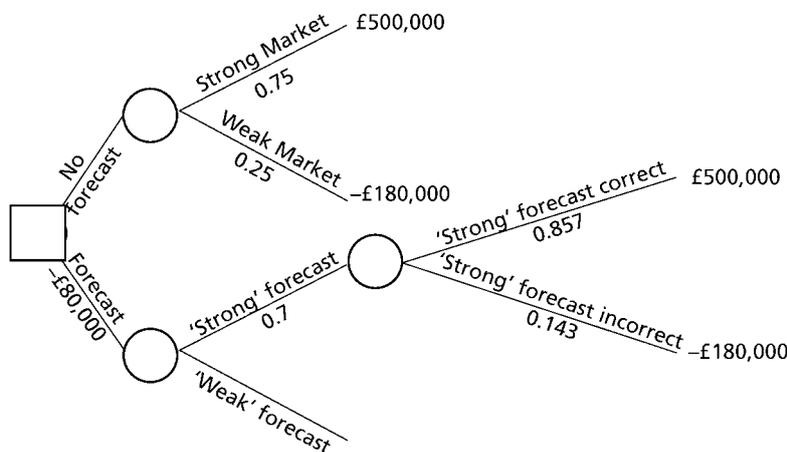 Strong Market
0.75
£500,000
Weak Market
0.25
–£180,000
No
forecast
Forecast
–£80,000
‘Strong’ forecast
0.7
‘Weak’ forecast
‘Strong’ forecast correct
0.857
£500,000
‘Strong’ forecast incorrect
0.143
–£180,000